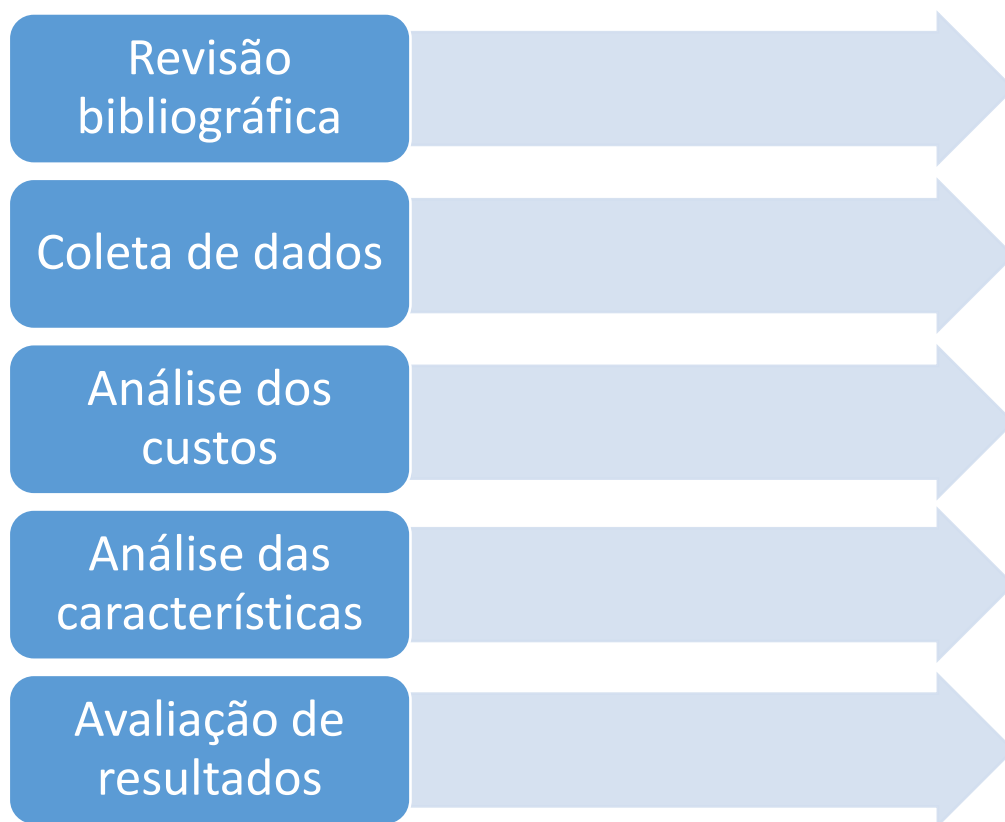 Revisão
bibliográfica
Coleta de dados
Análise dos
custos
Análise das
características
Avaliação de
resultados